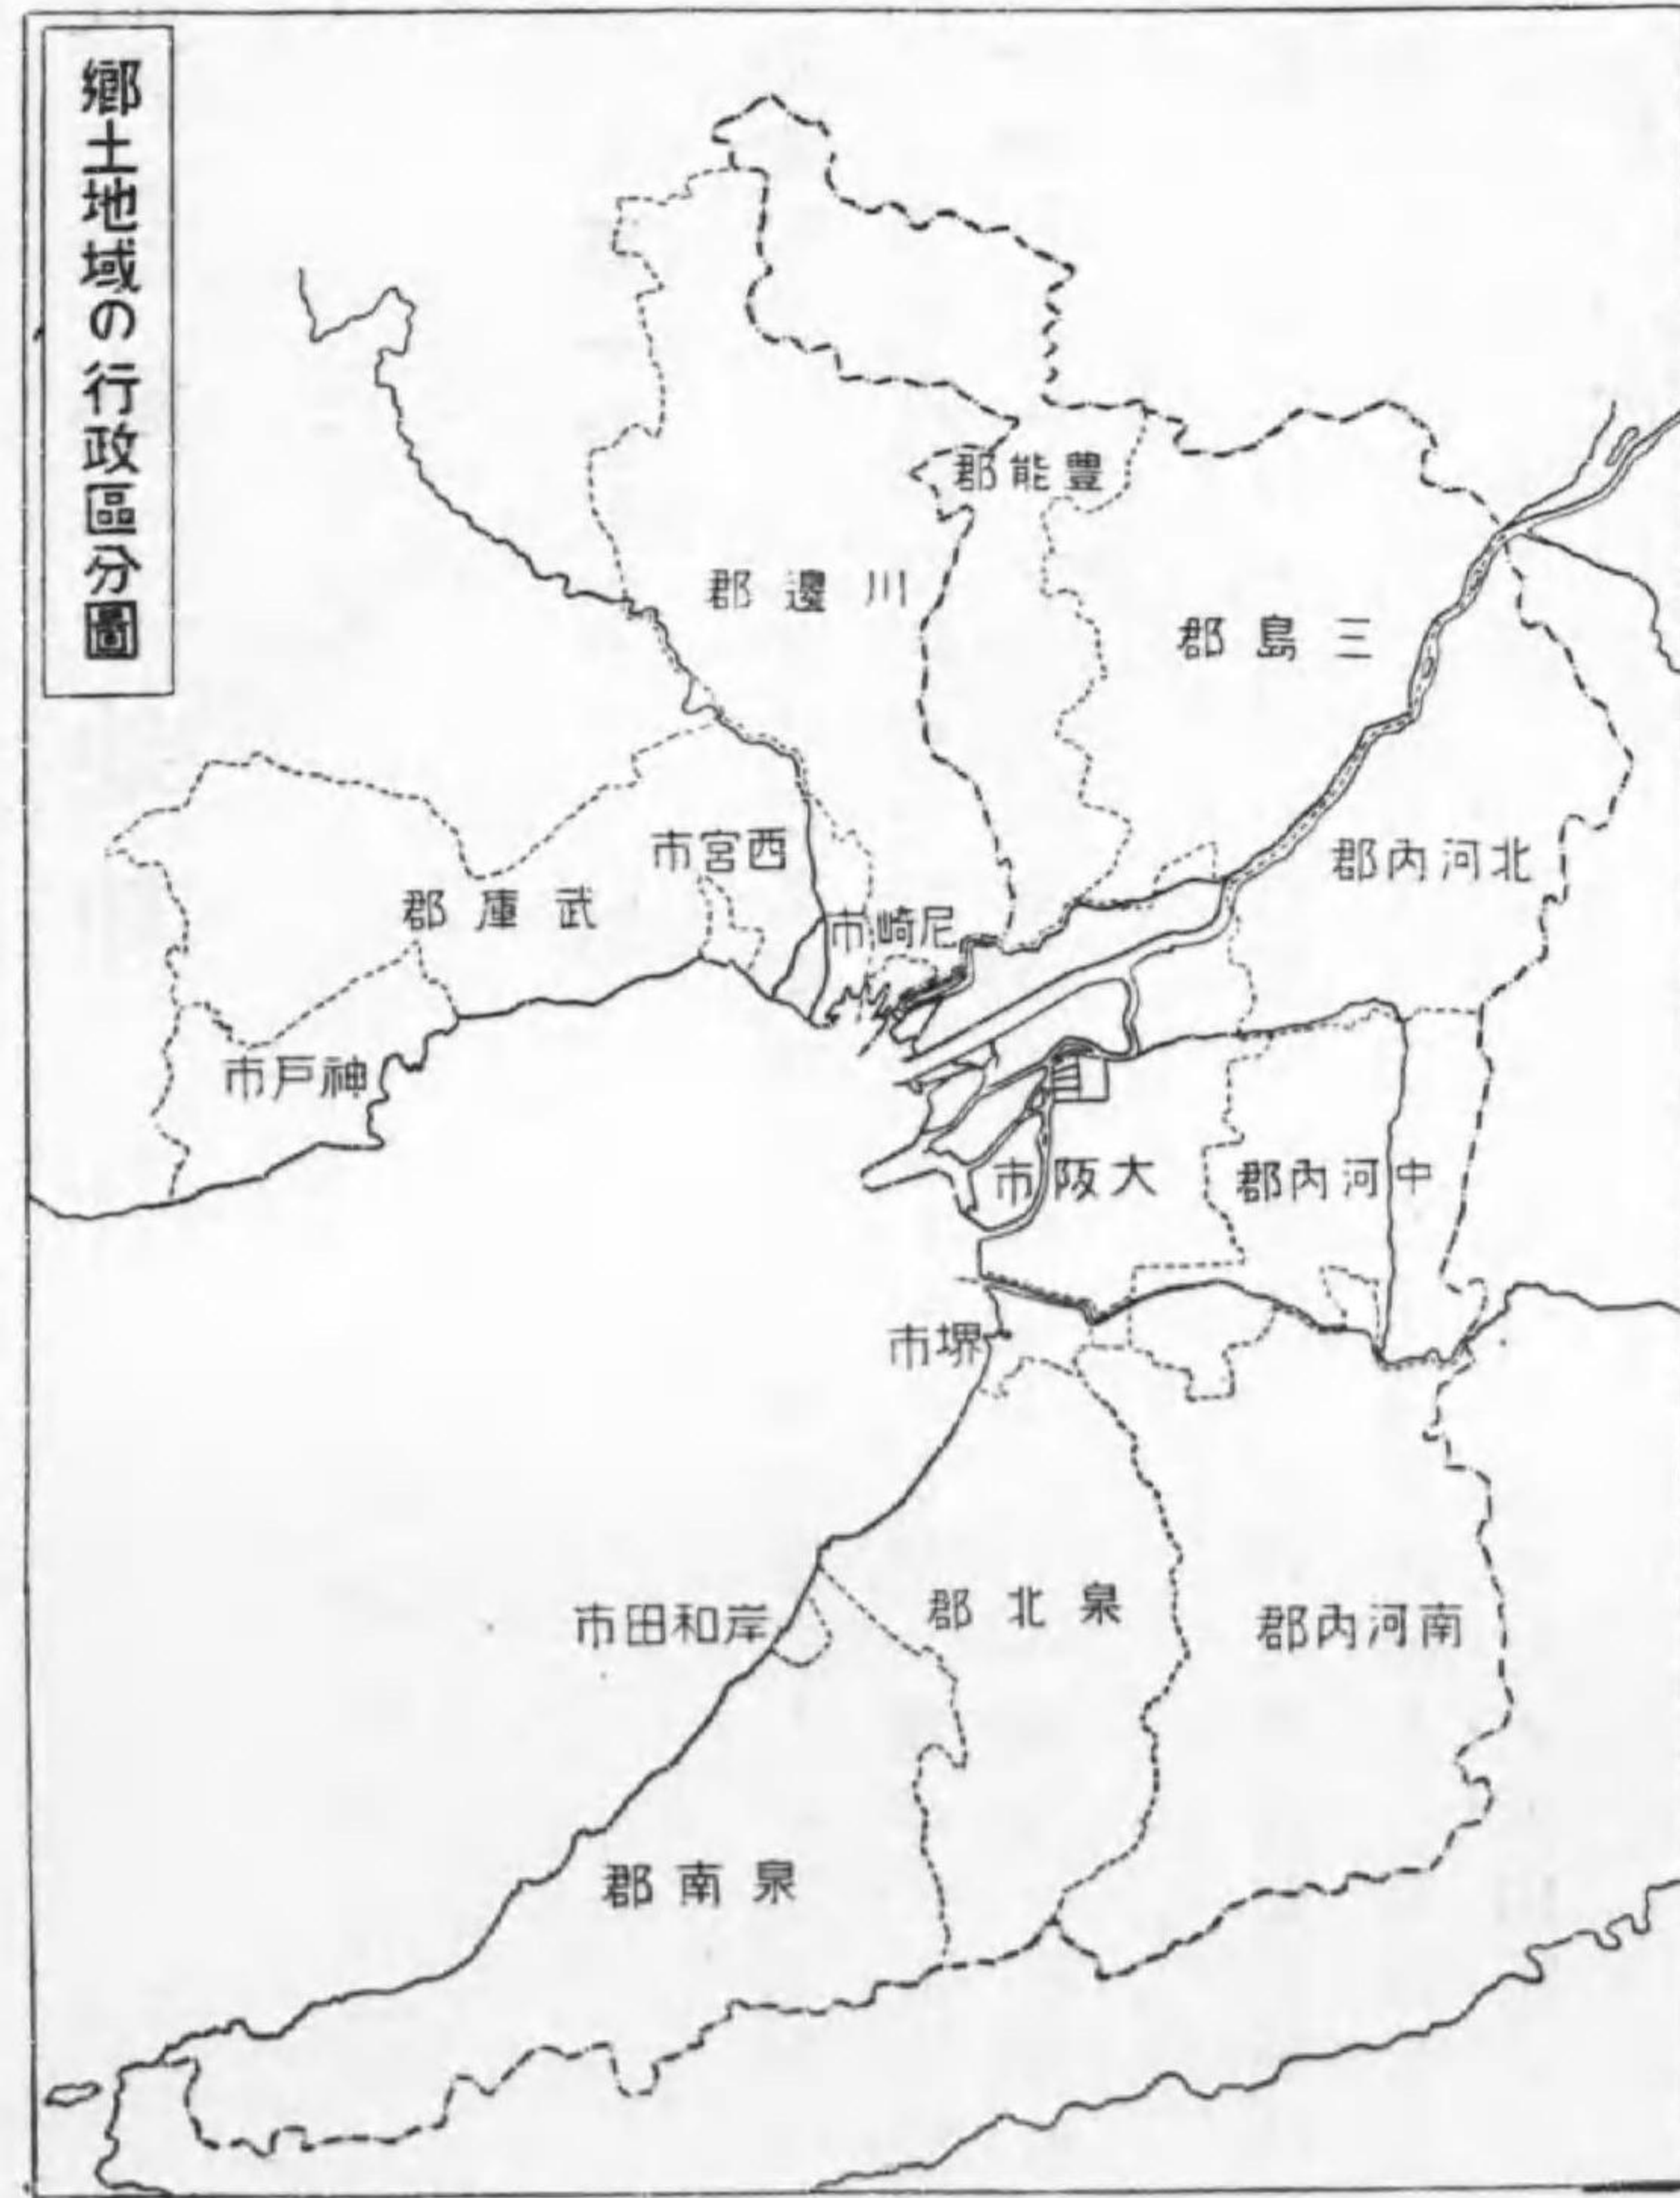 郷土地域の行政區分圖
豐能郡
川邊郡
三島郡
西宮市
北河內郡
武庫郡
尼崎市
神戸市
大阪市
中河內郡
堺市
岸和田市
泉北郡
南河內郡
泉南郡